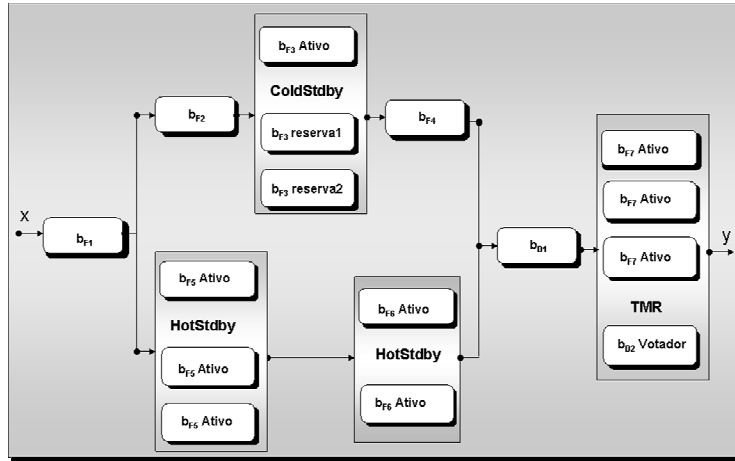 bF3 Ativo
ColdStdby
bF2
bF4
bF3 reserva1
bF3 reserva2
bF7 Ativo
bF7 Ativo
x
bF1
bD1
bF7 Ativo
y
bF5 Ativo
HotStdby
bF5 Ativo
bF5 Ativo
bF6 Ativo
HotStdby
bF6 Ativo
TMR
bD2 Votador